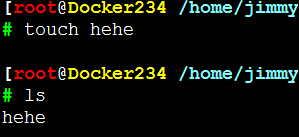 [root@Docker234 /home/jimmy
# touch hehe
[root@Docker234 /home/jimmy
# ls
hehe